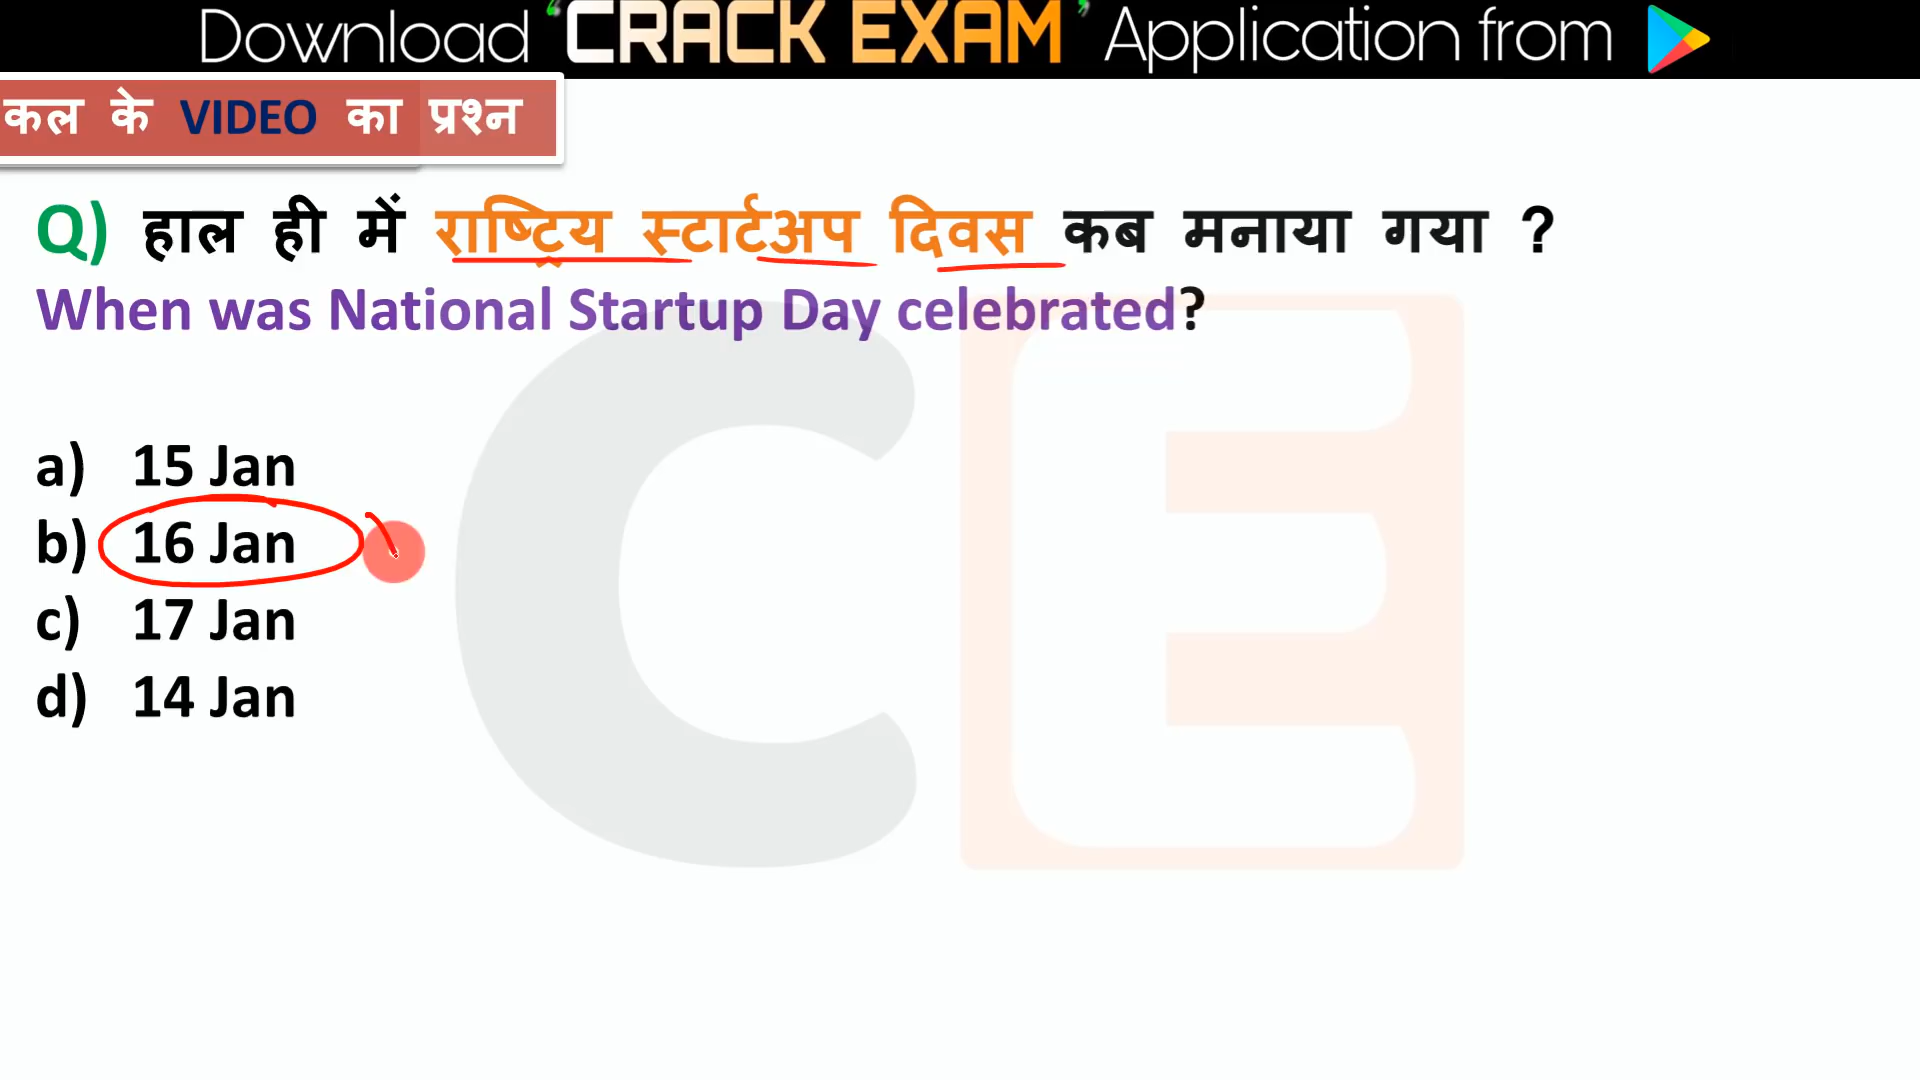 Download ‘CRACK EXAM’ Application from
कल के VIDEO का प्रश्न
Q) हाल ही में राष्ट्रिय स्टार्टअप दिवस कब मनाया गया ?
When was National Startup Day celebrated?
a) 15 Jan
b) 16 Jan
c) 17 Jan
d) 14 Jan
CE